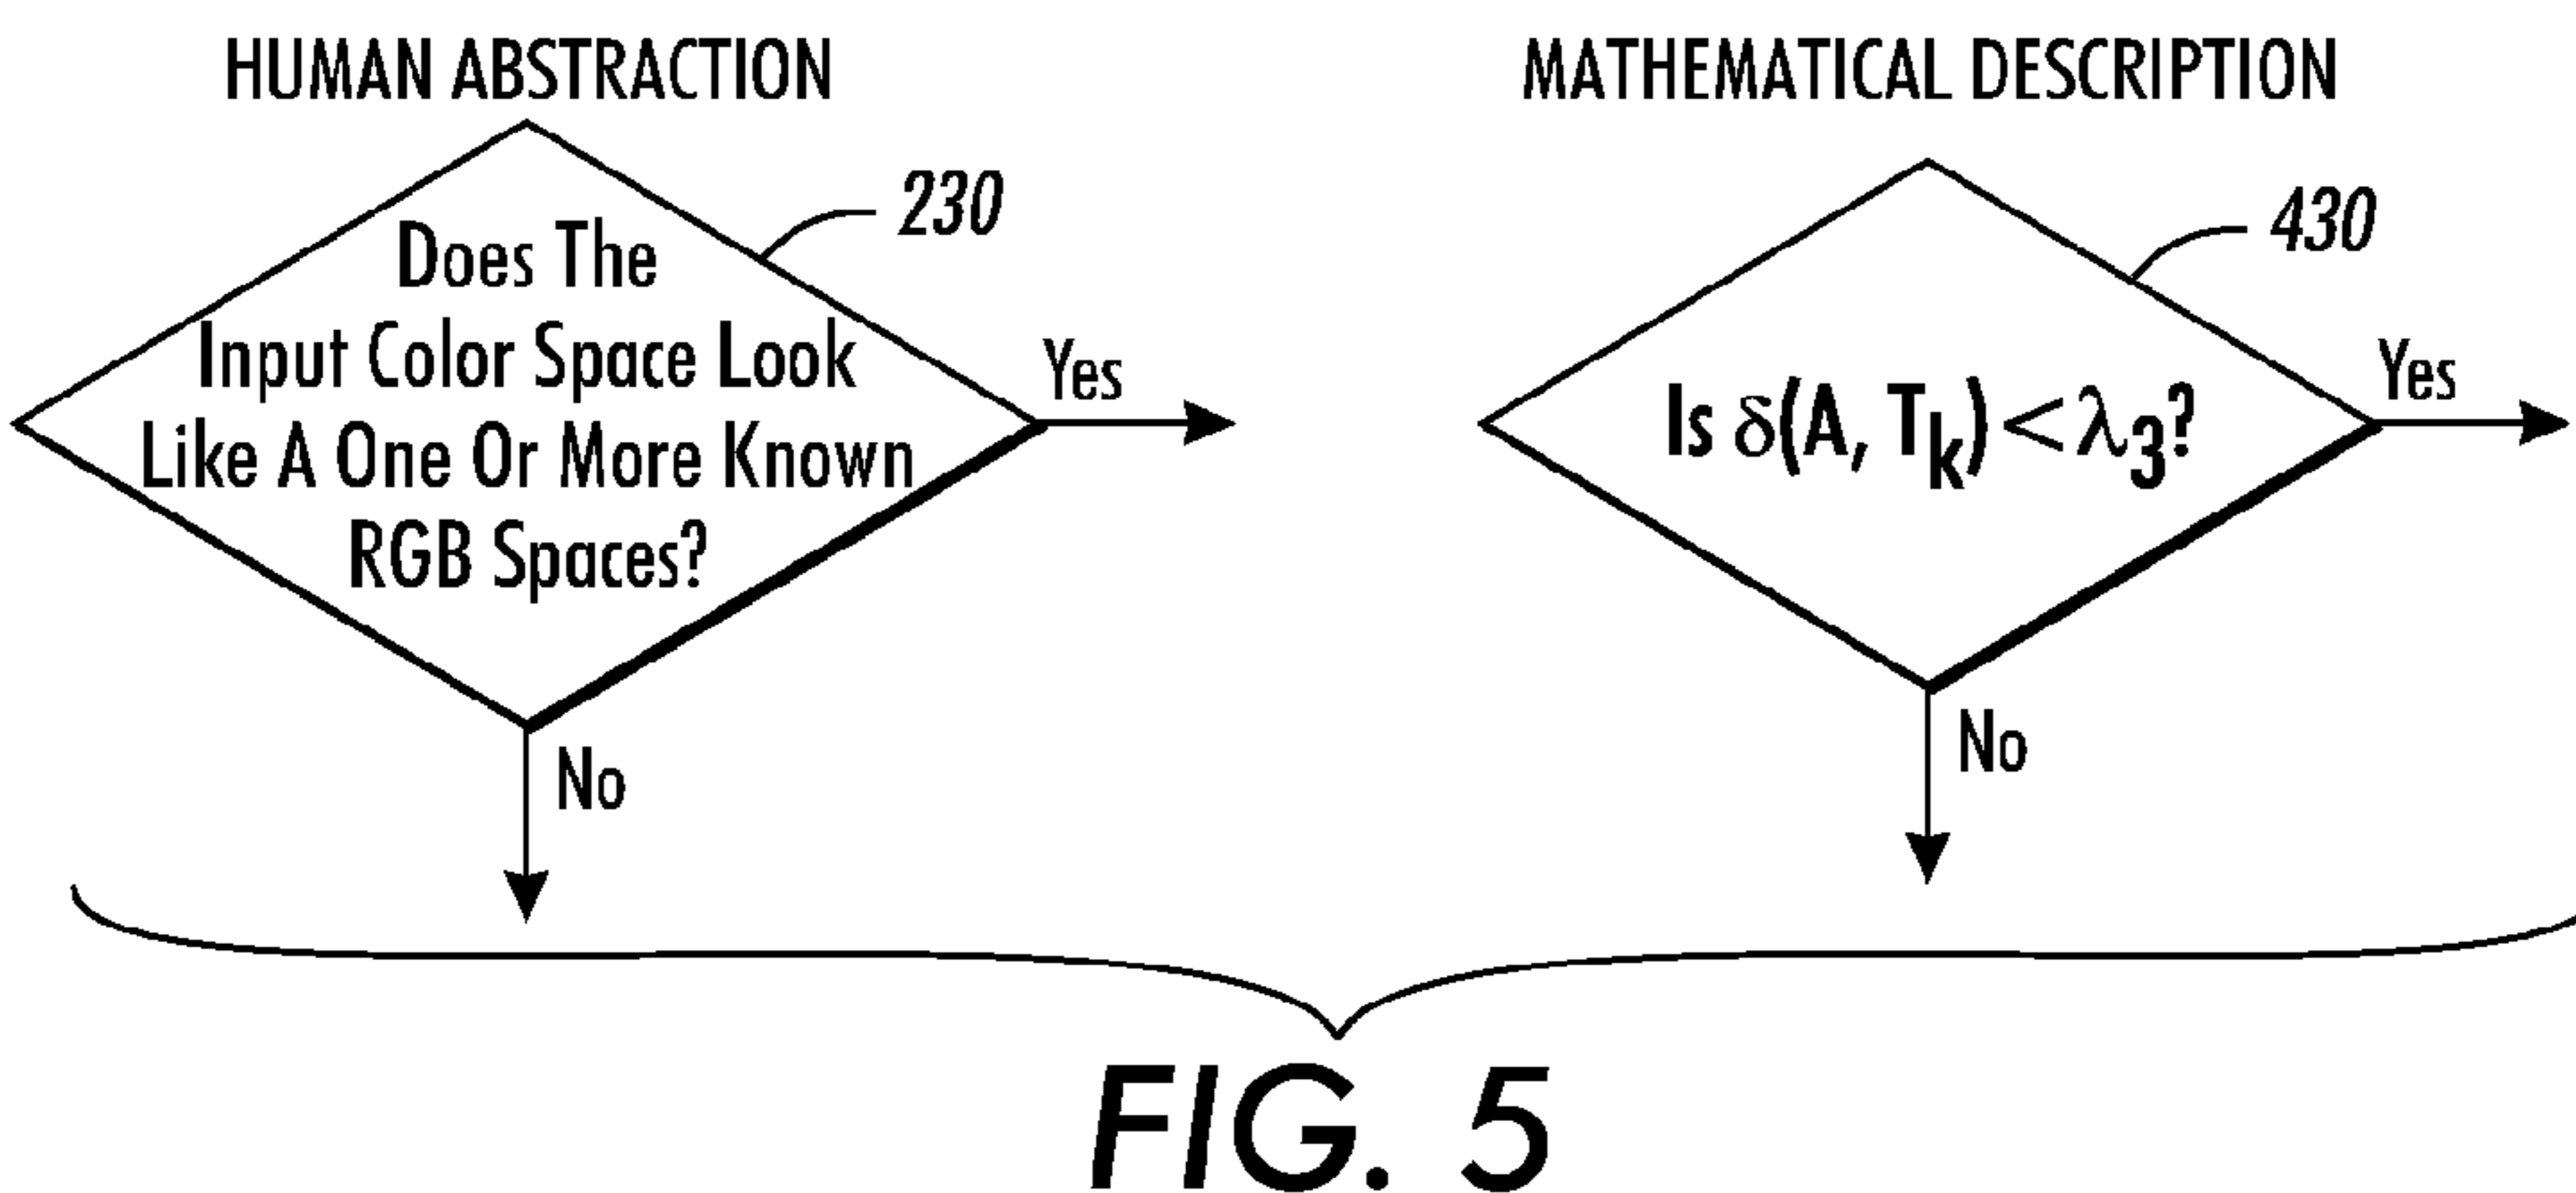 HUMAN ABSTRACTION
230
Does The
Input Color Space Look
Like A One Or More Known
RGB Spaces?
Yes
No
MATHEMATICAL DESCRIPTION
430
Is δ(A, Tk)<λ3?
Yes
No
FIG. 5